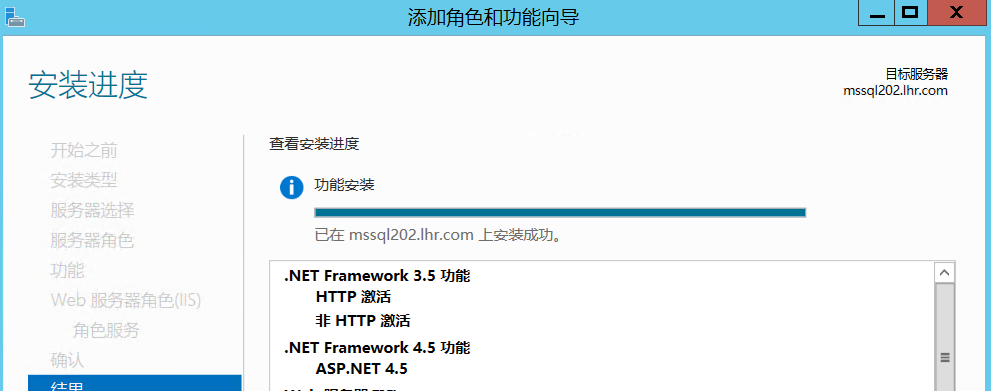 添加角色和功能向导
安装进度
目标服务器
mssql202.lhr.com
开始之前
安装类型
服务器选择
服务器角色
功能
Web 服务器角色(IIS)
角色服务
确认
结果
查看安装进度
功能安装
已在 mssql202.lhr.com 上安装成功。
.NET Framework 3.5 功能
HTTP 激活
非 HTTP 激活
.NET Framework 4.5 功能
ASP.NET 4.5